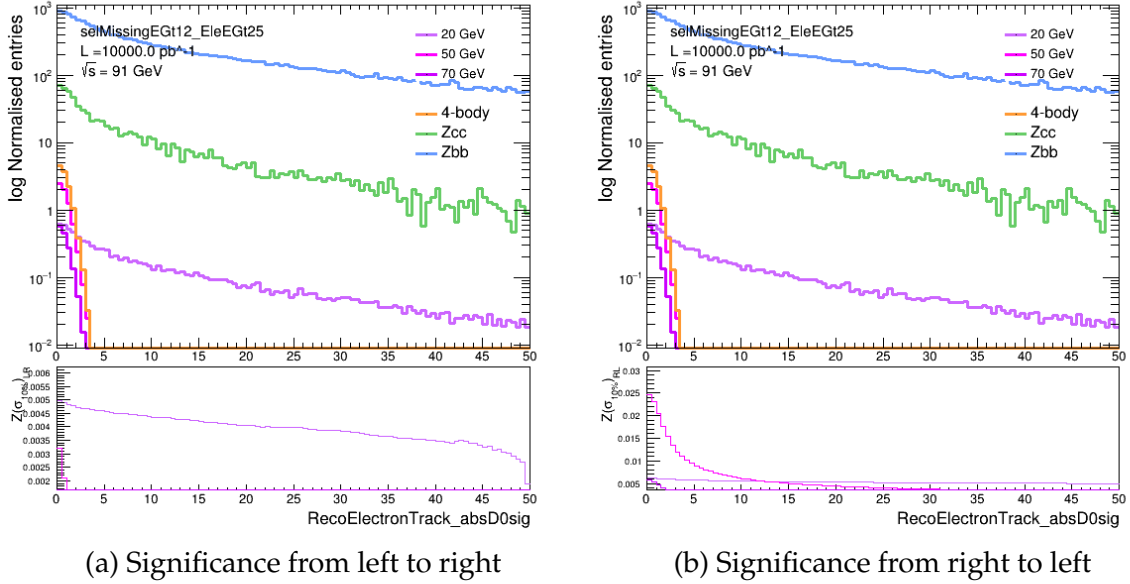 log Normalised entries
selMissingEGt12_EleEGt25
L =10000.0 pb^-1
√s = 91 GeV
20 GeV
50 GeV
70 GeV
4-body
Zcc
Zbb
10³
10²
10
1
10⁻¹
10⁻²
0 5 10 15 20 25 30 35 40 45 50
Z(σ10%)LR
0.006
0.0055
0.005
0.0045
0.004
0.0035
0.003
0.0025
0.002
0 5 10 15 20 25 30 35 40 45 50
RecoElectronTrack_absD0sig
(a) Significance from left to right
log Normalised entries
selMissingEGt12_EleEGt25
L =10000.0 pb^-1
√s = 91 GeV
20 GeV
50 GeV
70 GeV
4-body
Zcc
Zbb
10³
10²
10
1
10⁻¹
10⁻²
0 5 10 15 20 25 30 35 40 45 50
Z(σ10%)RL
0.03
0.025
0.02
0.015
0.01
0.005
0 5 10 15 20 25 30 35 40 45 50
RecoElectronTrack_absD0sig
(b) Significance from right to left